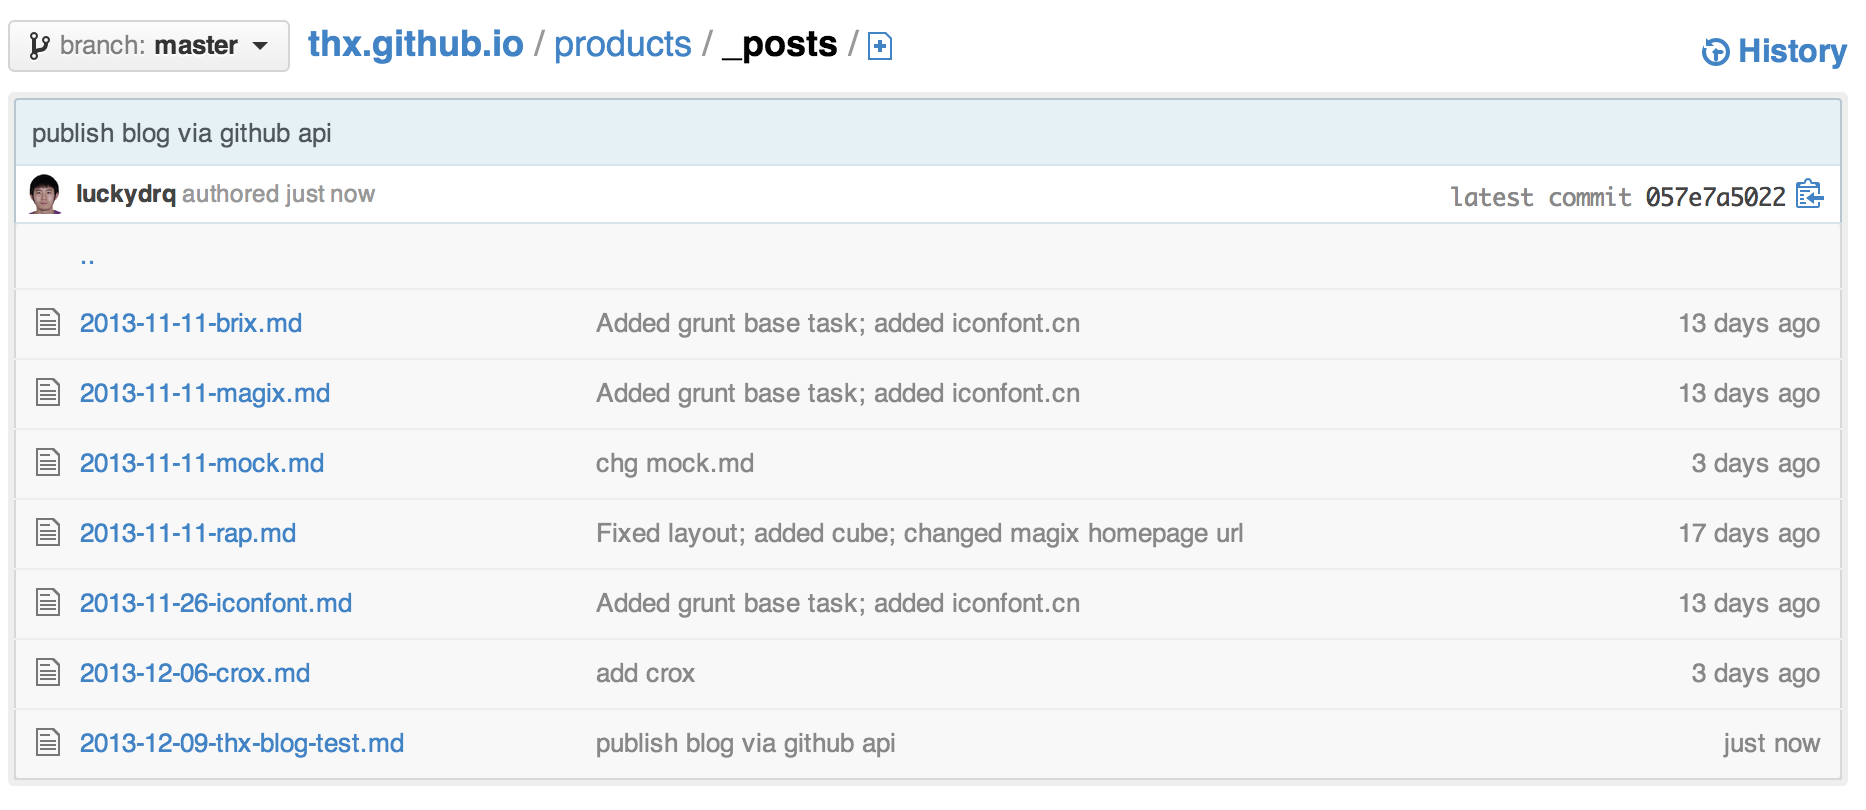 branch: master thx.github.io / products / _posts / History
publish blog via github api
luckydrq authored just now latest commit 057e7a5022
..
2013-11-11-brix.md Added grunt base task; added iconfont.cn 13 days ago
2013-11-11-magix.md Added grunt base task; added iconfont.cn 13 days ago
2013-11-11-mock.md chg mock.md 3 days ago
2013-11-11-rap.md Fixed layout; added cube; changed magix homepage url 17 days ago
2013-11-26-iconfont.md Added grunt base task; added iconfont.cn 13 days ago
2013-12-06-crox.md add crox 3 days ago
2013-12-09-thx-blog-test.md publish blog via github api just now